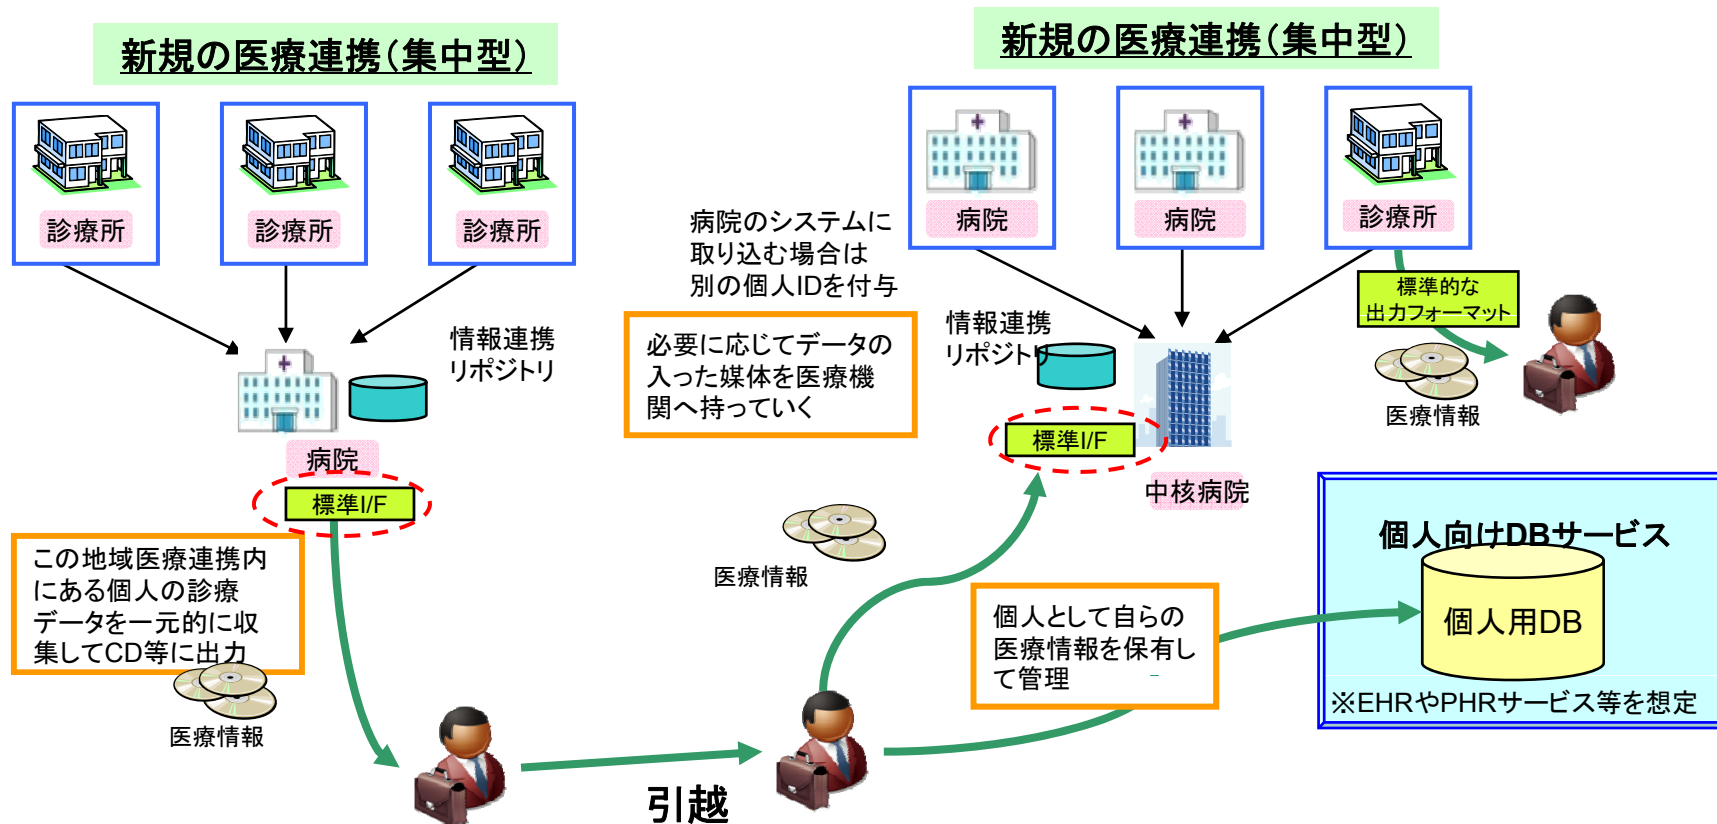 新規の医療連携(集中型)
診療所
診療所
診療所
情報連携
リポジトリ
病院
標準I/F
この地域医療連携内
にある個人の診療
データを一元的に収
集してCD等に出力
医療情報
引越
新規の医療連携(集中型)
病院
病院
診療所
病院のシステムに
取り込む場合は
別の個人IDを付与
必要に応じてデータの
入った媒体を医療機
関へ持っていく
情報連携
リポジトリ
標準I/F
中核病院
標準的な
出力フォーマット
医療情報
医療情報
個人として自らの
医療情報を保有し
て管理
個人向けDBサービス
個人用DB
※EHRやPHRサービス等を想定